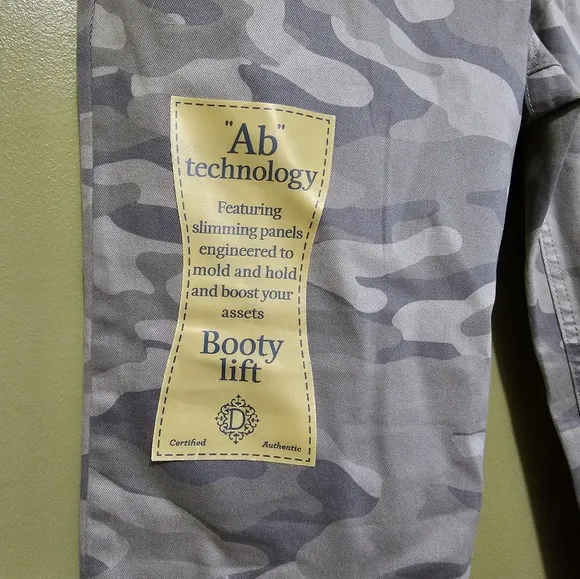 "Ab"
technology
Featuring
slimming panels
engineered to
mold and hold
and boost your
assets
Booty
lift
D
Certified Authentic